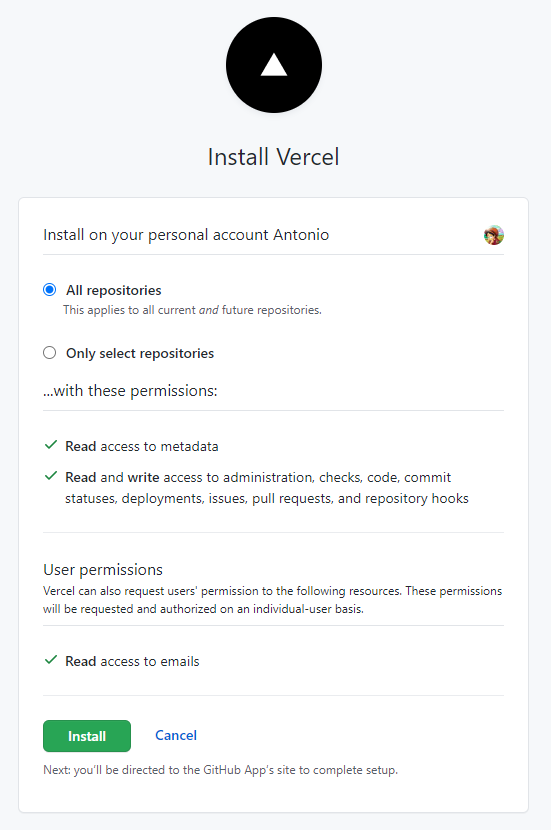 Install Vercel
Install on your personal account Antonio
All repositories
This applies to all current and future repositories.
Only select repositories
...with these permissions:
Read access to metadata
Read and write access to administration, checks, code, commit
statuses, deployments, issues, pull requests, and repository hooks
User permissions
Vercel can also request users' permission to the following resources. These permissions
will be requested and authorized on an individual-user basis.
Read access to emails
Install Cancel
Next: you'll be directed to the GitHub App's site to complete setup.